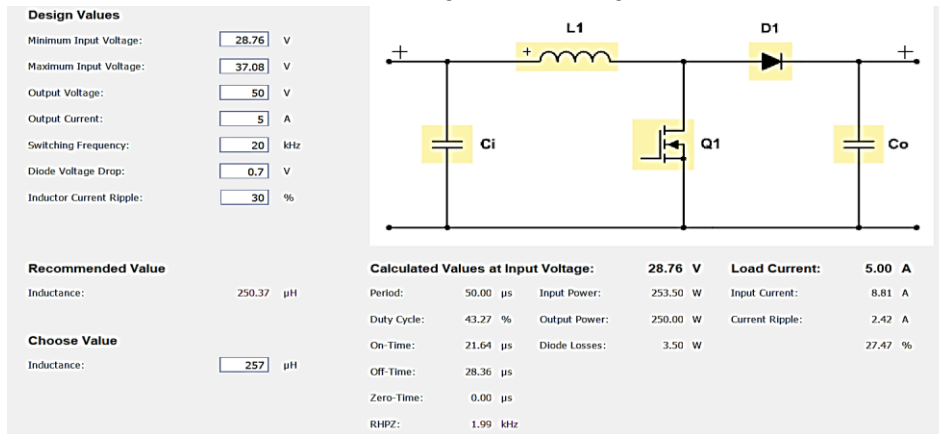 Design Values
Minimum Input Voltage: 28.76 V
Maximum Input Voltage: 37.08 V
Output Voltage: 50 V
Output Current: 5 A
Switching Frequency: 20 kHz
Diode Voltage Drop: 0.7 V
Inductor Current Ripple: 30 %
L1
D1
+
+
+
Ci
Q1
Co
Recommended Value
Inductance: 250.37 µH
Choose Value
Inductance: 257 µH
Calculated Values at Input Voltage: 28.76 V Load Current: 5.00 A
Period: 50.00 µs Input Power: 253.50 W Input Current: 8.81 A
Duty Cycle: 43.27 % Output Power: 250.00 W Current Ripple: 2.42 A
On-Time: 21.64 µs Diode Losses: 3.50 W 27.47 %
Off-Time: 28.36 µs
Zero-Time: 0.00 µs
RHPZ: 1.99 kHz